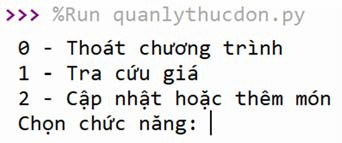 >>> %Run quanlythucdon.py
0 - Thoát chương trình
1 - Tra cứu giá
2 - Cập nhật hoặc thêm món
Chọn chức năng: